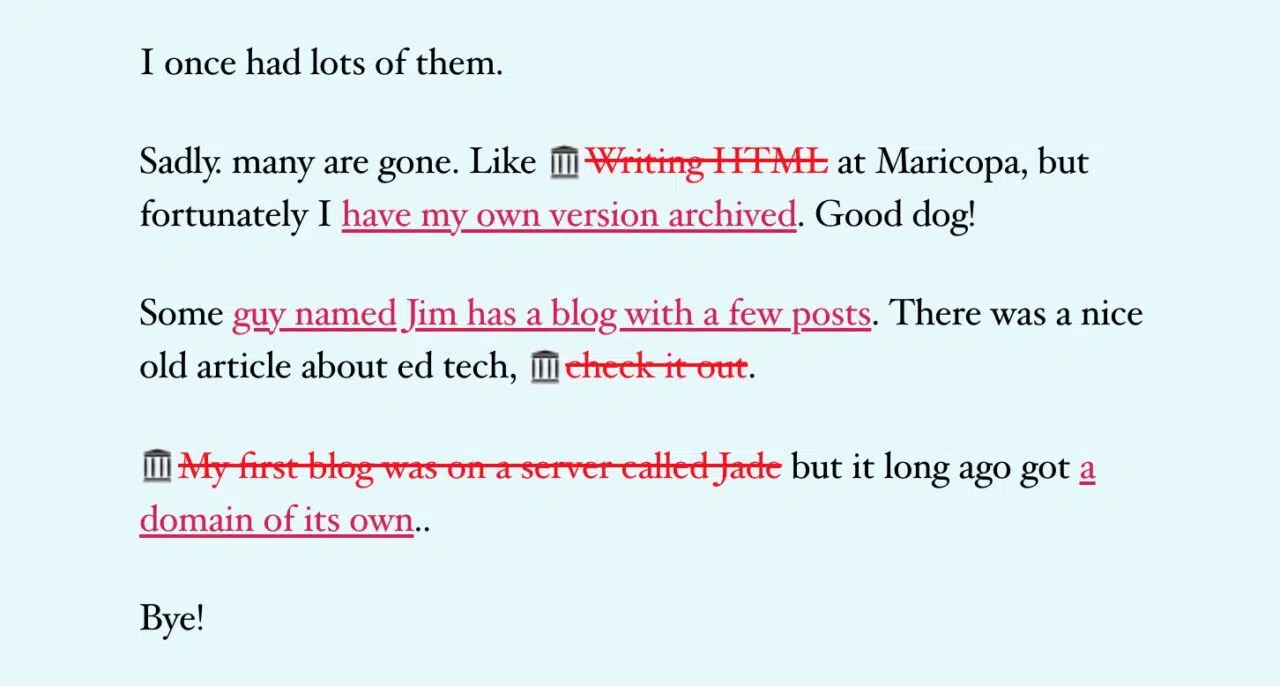 I once had lots of them.
Sadly. many are gone. Like 🏛Writing HTML at Maricopa, but
fortunately I have my own version archived. Good dog!
Some guy named Jim has a blog with a few posts. There was a nice
old article about ed tech, 🏛check it out.
🏛My first blog was on a server called Jade but it long ago got a
domain of its own..
Bye!